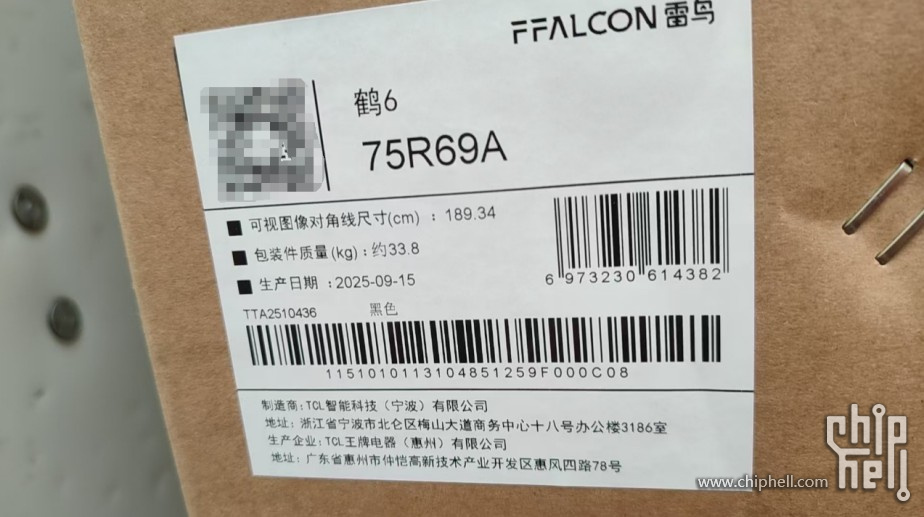 FFALCON 雷鸟
鹤6
75R69A
可视图像对角线尺寸(cm) : 189.34
包装件质量(kg) : 约33.8
生产日期 : 2025-09-15
6 973230 614382
TTA2510436 黑色
1151010113104851259F000C08
制造商: TCL智能科技（宁波）有限公司
地址: 浙江省宁波市北仑区梅山大道商务中心十八号办公楼3186室
生产企业: TCL王牌电器（惠州）有限公司
地址: 广东省惠州市仲恺高新技术产业开发区惠风四路78号
www.chiphell.com
chip
hell